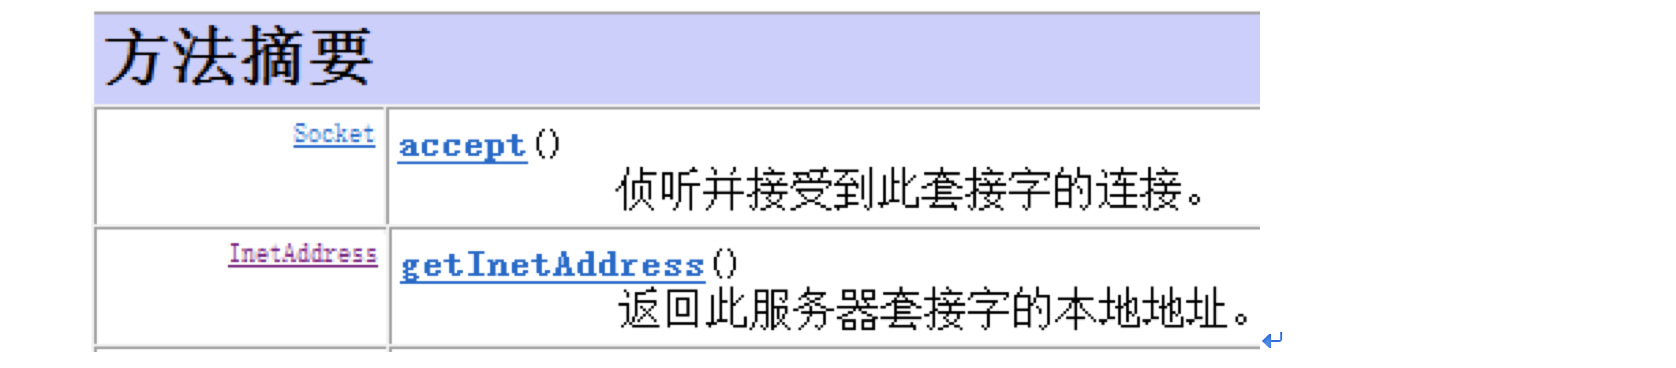 方法摘要
Socket
accept()
侦听并接受到此套接字的连接。
InetAddress
getInetAddress()
返回此服务器套接字的本地地址。